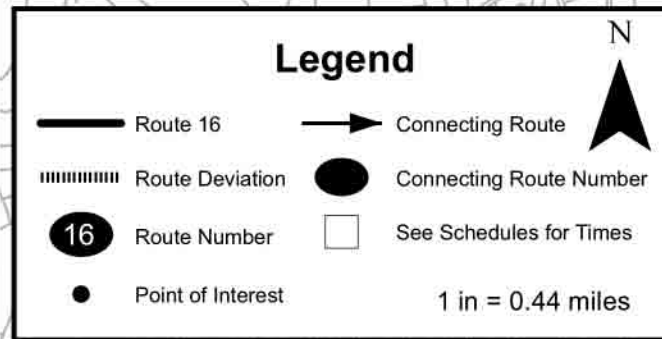 N
Legend
Route 16
Connecting Route
Route Deviation
Connecting Route Number
16
Route Number
See Schedules for Times
Point of Interest
1 in = 0.44 miles